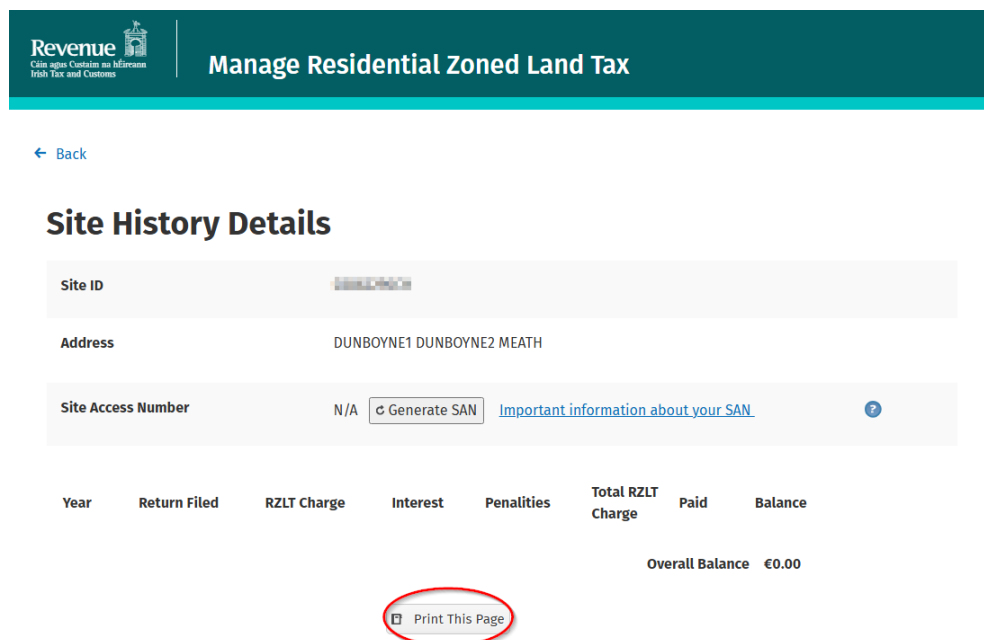 Revenue
Cáin agus Custaim na hÉireann
Irish Tax and Customs
Manage Residential Zoned Land Tax
← Back
Site History Details
Site ID
Address DUNBOYNE1 DUNBOYNE2 MEATH
Site Access Number N/A Generate SAN Important information about your SAN ?
Year Return Filed RZLT Charge Interest Penalities Total RZLT Charge Paid Balance
Overall Balance €0.00
Print This Page